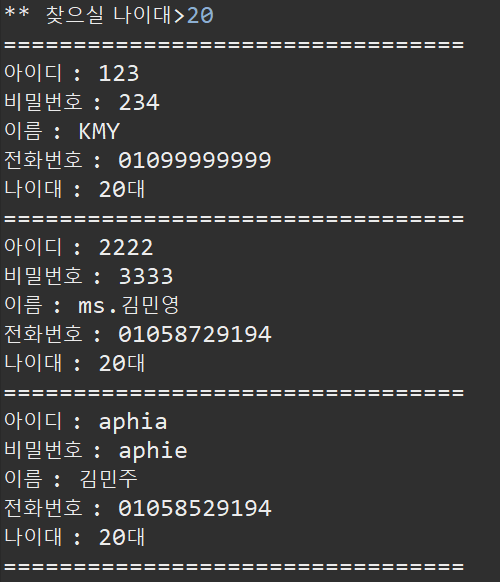 ** 찾으실 나이대>20
=================================
아이디 : 123
비밀번호 : 234
이름 : KMY
전화번호 : 01099999999
나이대 : 20대
=================================
아이디 : 2222
비밀번호 : 3333
이름 : ms.김민영
전화번호 : 01058729194
나이대 : 20대
=================================
아이디 : aphia
비밀번호 : aphie
이름 : 김민주
전화번호 : 01058529194
나이대 : 20대
=================================